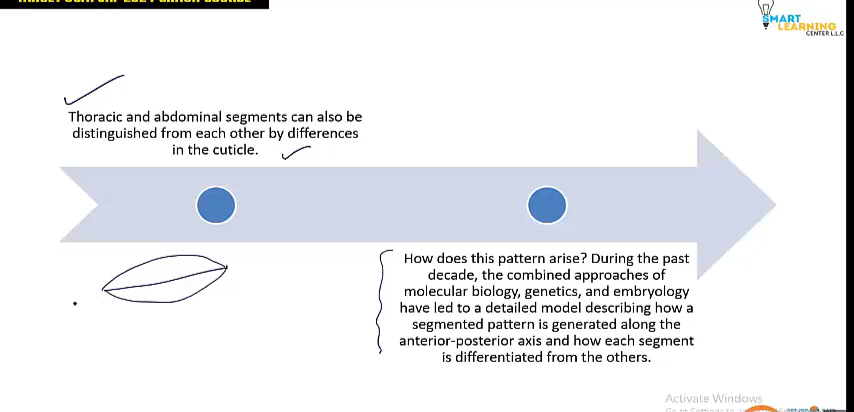 SMART
LEARNING
CENTER L.L.C
Thoracic and abdominal segments can also be
distinguished from each other by differences
in the cuticle.
How does this pattern arise? During the past
decade, the combined approaches of
molecular biology, genetics, and embryology
have led to a detailed model describing how a
segmented pattern is generated along the
anterior-posterior axis and how each segment
is differentiated from the others.
Activate Windows